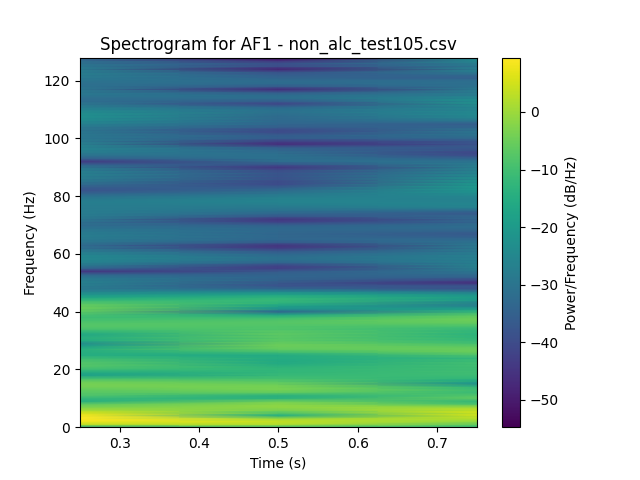 Spectrogram for AF1 - non_alc_test105.csv
120
100
80
60
40
20
0
Frequency (Hz)
0.3 0.4 0.5 0.6 0.7
Time (s)
0
−10
−20
−30
−40
−50
Power/Frequency (dB/Hz)